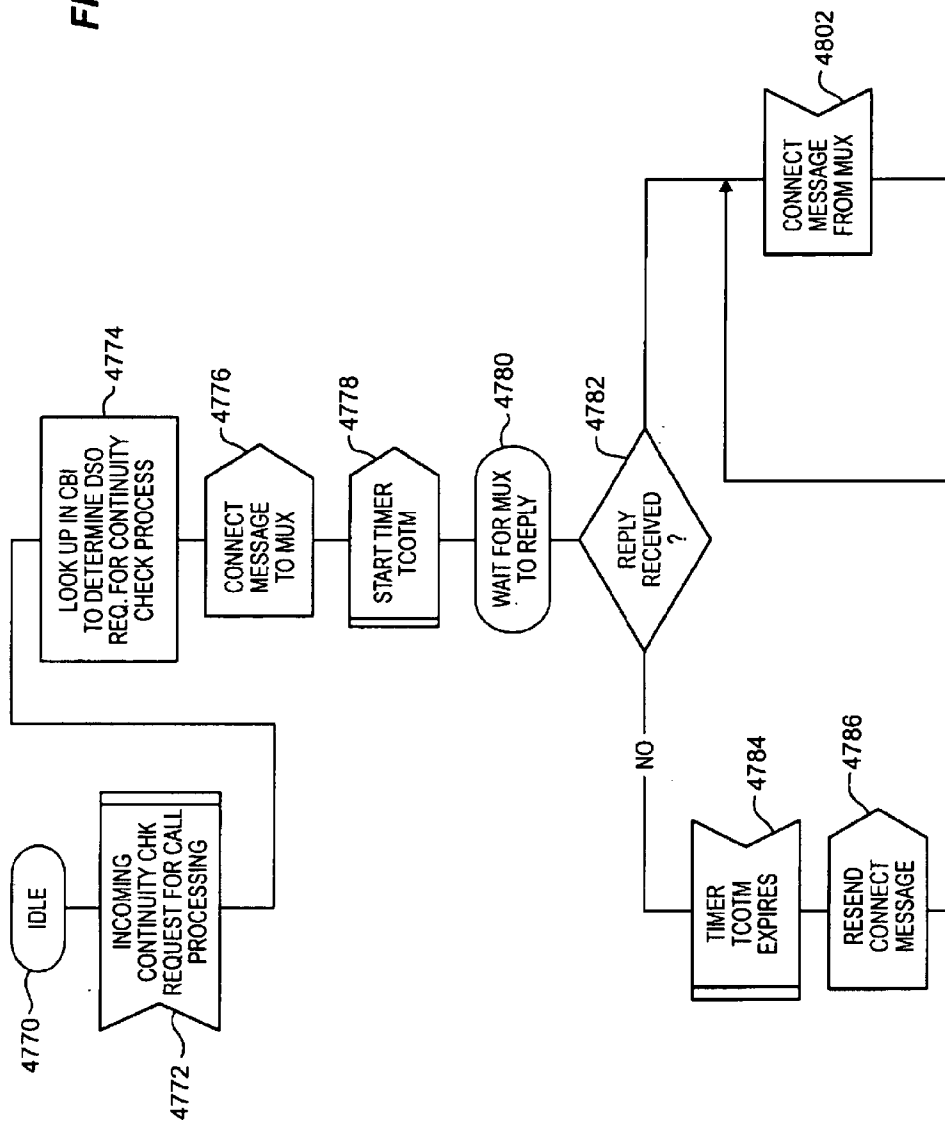 FI
4770
IDLE
INCOMING
CONTINUITY CHK
REQUEST FOR CALL
PROCESSING
4772
LOOK UP IN CBI
TO DETERMINE DSO
REQ. FOR CONTINUITY
CHECK PROCESS
4774
CONNECT
MESSAGE
TO MUX
4776
START TIMER
TCOTM
4778
WAIT FOR MUX
TO REPLY
4780
REPLY
RECEIVED
?
4782
NO
TIMER
TCOTM
EXPIRES
4784
RESEND
CONNECT
MESSAGE
4786
CONNECT
MESSAGE
FROM MUX
4802